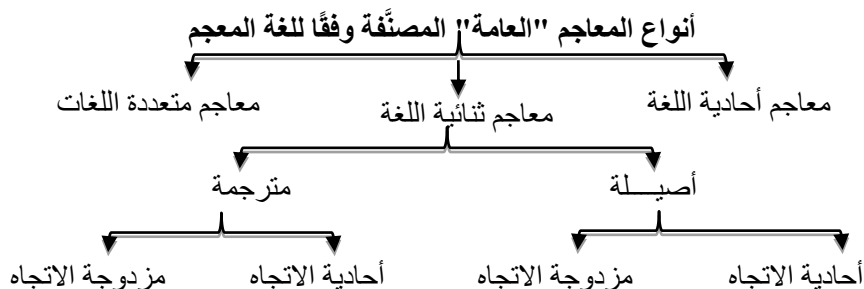 أنواع المعاجم "العامة" المصنَّفة وفقًا للغة المعجم
معاجم أحادية اللغة
معاجم ثنائية اللغة
معاجم متعددة اللغات
أصيـــلة
مترجمة
أحادية الاتجاه
مزدوجة الاتجاه
أحادية الاتجاه
مزدوجة الاتجاه